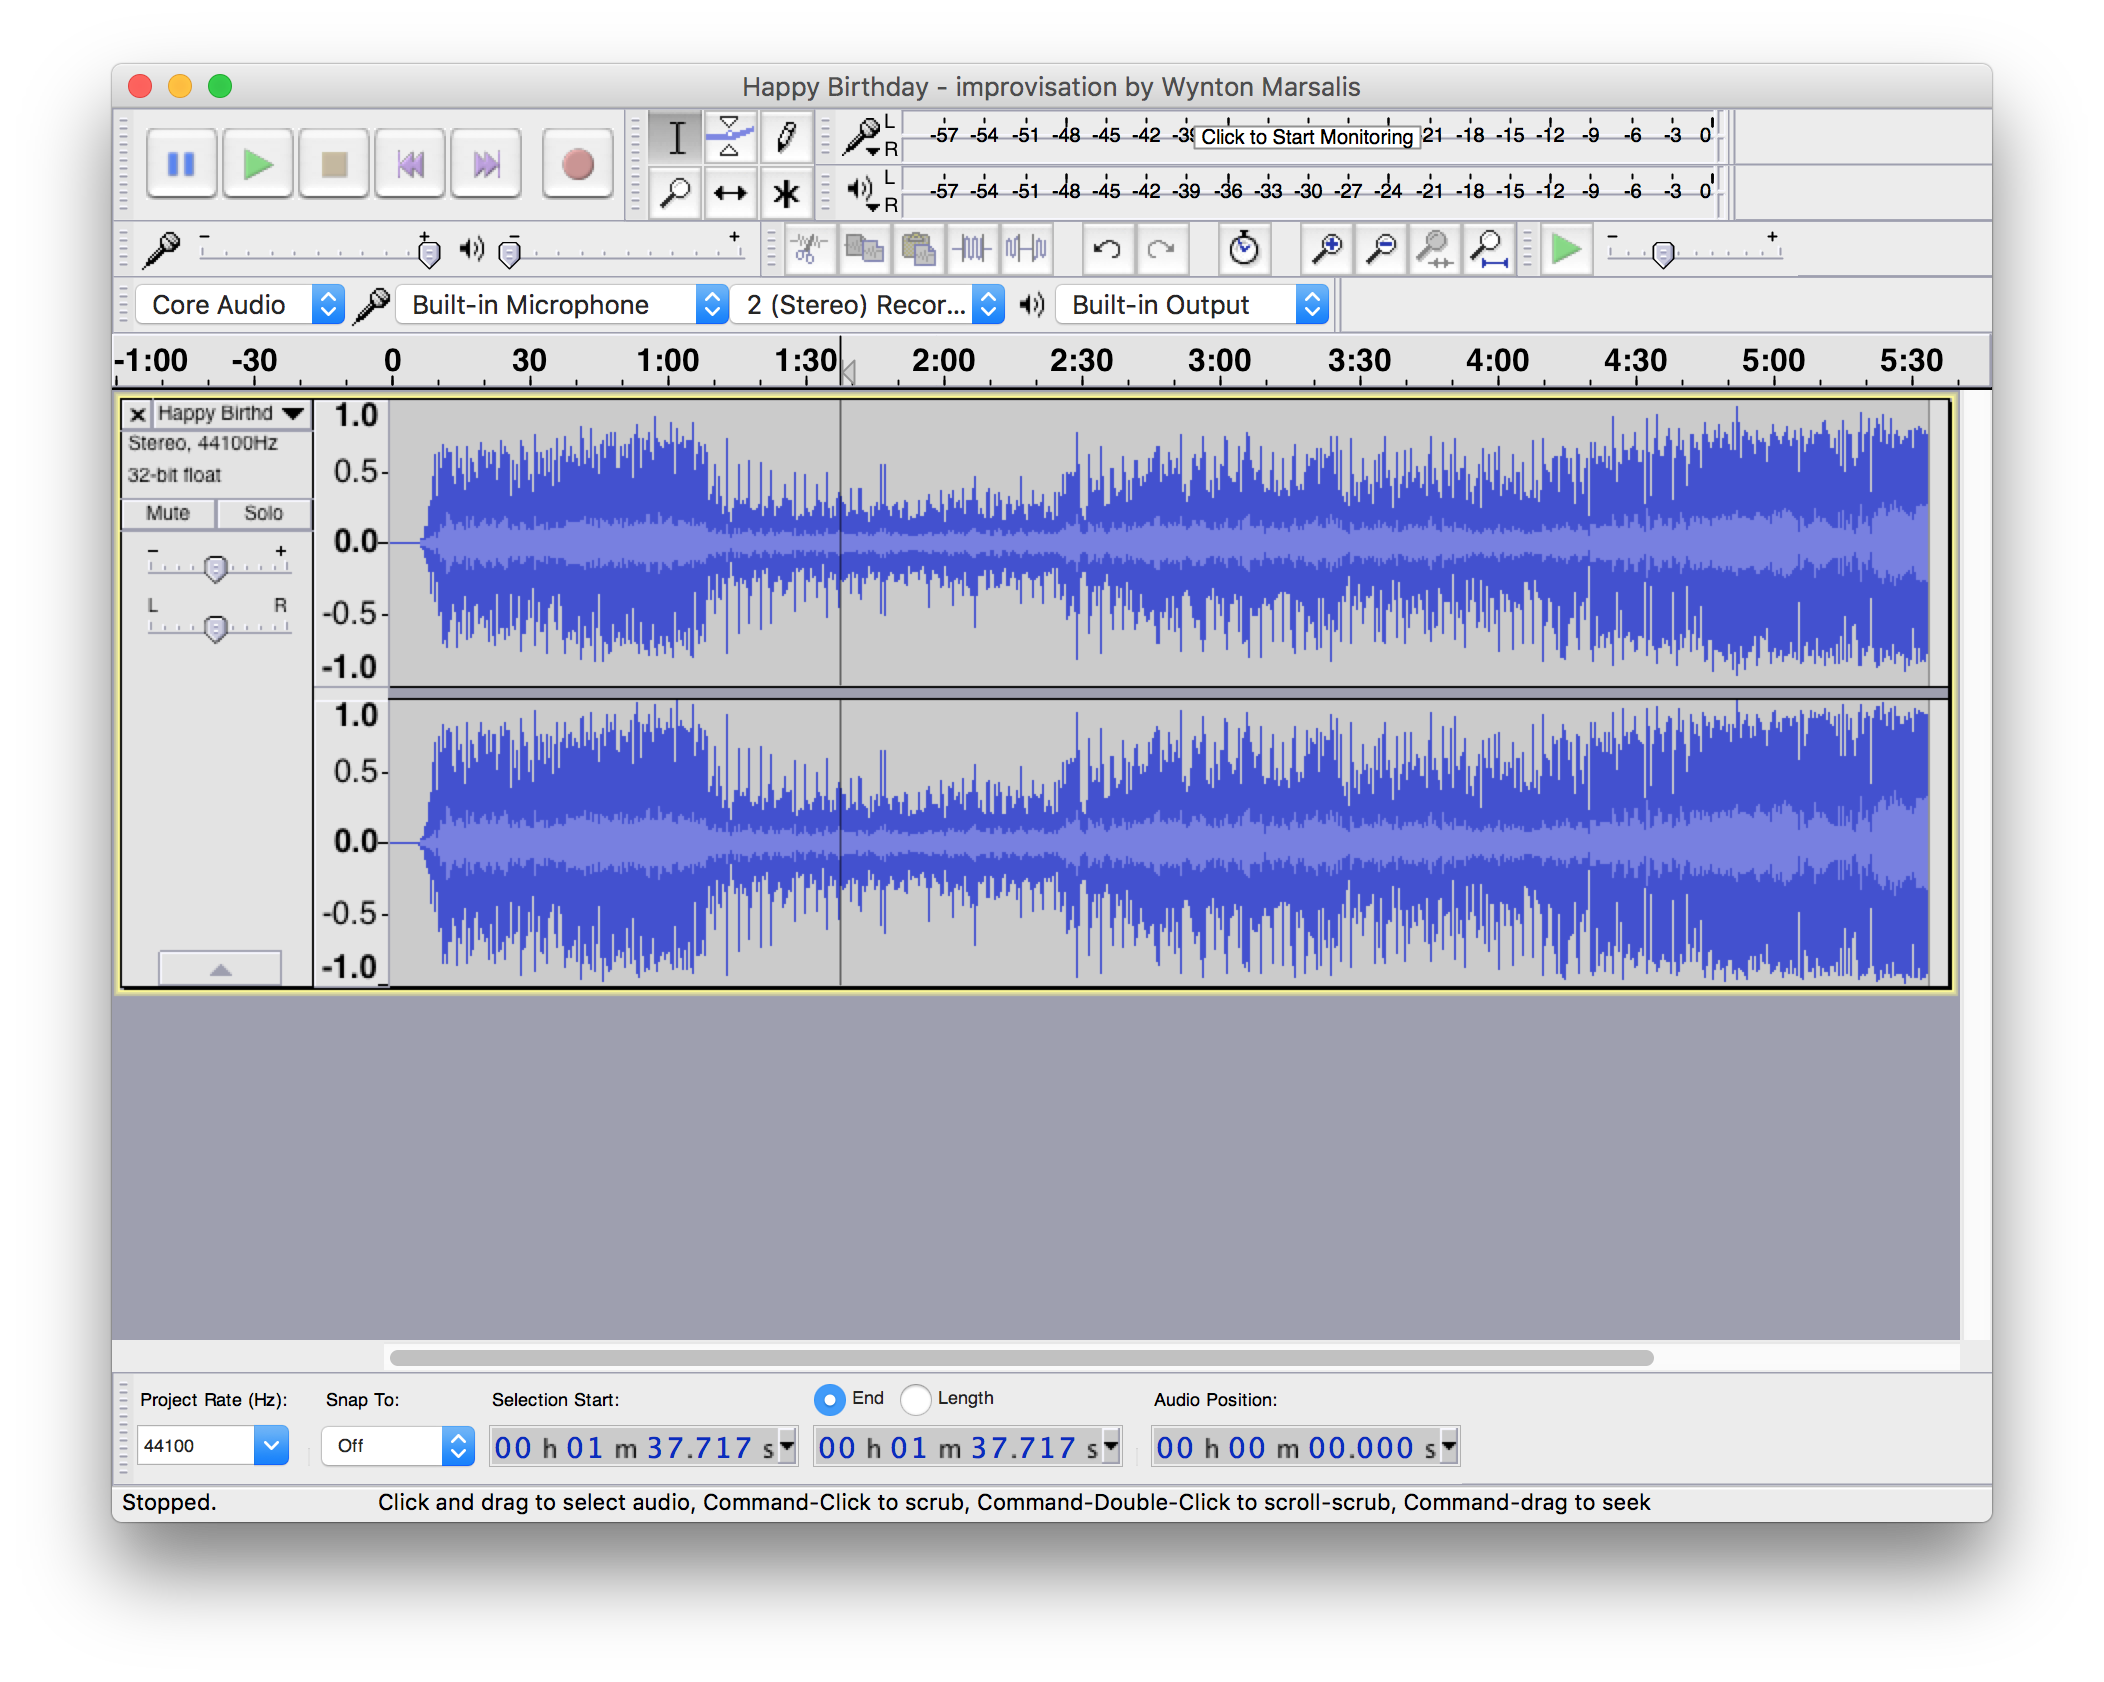 Happy Birthday - improvisation by Wynton Marsalis
L
R
-57 -54 -51 -48 -45 -42 -39 Click to Start Monitoring 21 -18 -15 -12 -9 -6 -3 0
L
R
-57 -54 -51 -48 -45 -42 -39 -36 -33 -30 -27 -24 -21 -18 -15 -12 -9 -6 -3 0
- + - + - +
Core Audio Built-in Microphone 2 (Stereo) Recor... Built-in Output
-1:00 -30 0 30 1:00 1:30 2:00 2:30 3:00 3:30 4:00 4:30 5:00 5:30
x Happy Birthd
Stereo, 44100Hz
32-bit float
Mute Solo
- +
L R
1.0
0.5
0.0
-0.5
-1.0
1.0
0.5
0.0
-0.5
-1.0
Project Rate (Hz): Snap To: Selection Start: End Length Audio Position:
44100 Off 00 h 01 m 37.717 s 00 h 01 m 37.717 s 00 h 00 m 00.000 s
Stopped. Click and drag to select audio, Command-Click to scrub, Command-Double-Click to scroll-scrub, Command-drag to seek